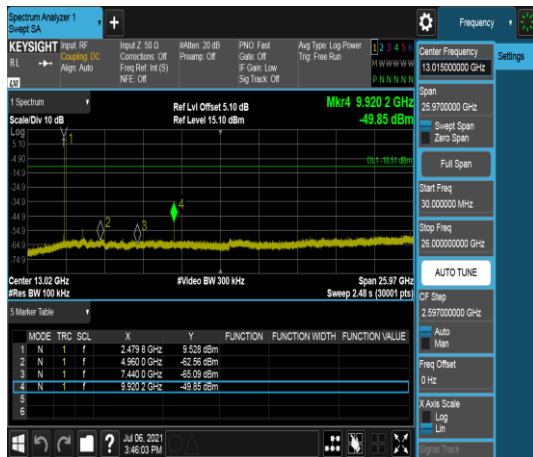 Spectrum Analyzer 1
Swept SA
+
Frequency
KEYSIGHT
RL
LXI
Input: RF
Coupling: DC
Align: Auto
Input Z: 50 Ω
Corrections: Off
Freq Ref: Int (S)
NFE: Off
#Atten: 20 dB
Preamp: Off
PNO: Fast
Gate: Off
IF Gain: Low
Sig Track: Off
Avg Type: Log-Power
Trig: Free Run
1 2 3 4 5 6
M W W W W W
P N N N N N
1 Spectrum
Scale/Div 10 dB
Ref Lvl Offset 5.10 dB
Ref Level 15.10 dBm
Mkr4 9.920 2 GHz
-49.85 dBm
Log
5.10
-4.90
-14.9
-24.9
-34.9
-44.9
-54.9
-64.9
-74.9
1
2
3
4
DL1 -10.51 dBm
Center 13.02 GHz
#Res BW 100 kHz
#Video BW 300 kHz
Span 25.97 GHz
Sweep 2.48 s (30001 pts)
5 Marker Table
MODE TRC SCL X Y FUNCTION FUNCTION WIDTH FUNCTION VALUE
1 N 1 f 2.479 8 GHz 9.528 dBm
2 N 1 f 4.960 0 GHz -62.56 dBm
3 N 1 f 7.440 0 GHz -65.09 dBm
4 N 1 f 9.920 2 GHz -49.85 dBm
5
6
Jul 06, 2021
3:46:03 PM
Settings
Center Frequency
13.015000000 GHz
Span
25.9700000 GHz
Swept Span
Zero Span
Full Span
Start Freq
30.000000 MHz
Stop Freq
26.000000000 GHz
AUTO TUNE
CF Step
2.597000000 GHz
Auto
Man
Freq Offset
0 Hz
X Axis Scale
Log
Lin
Signal Track